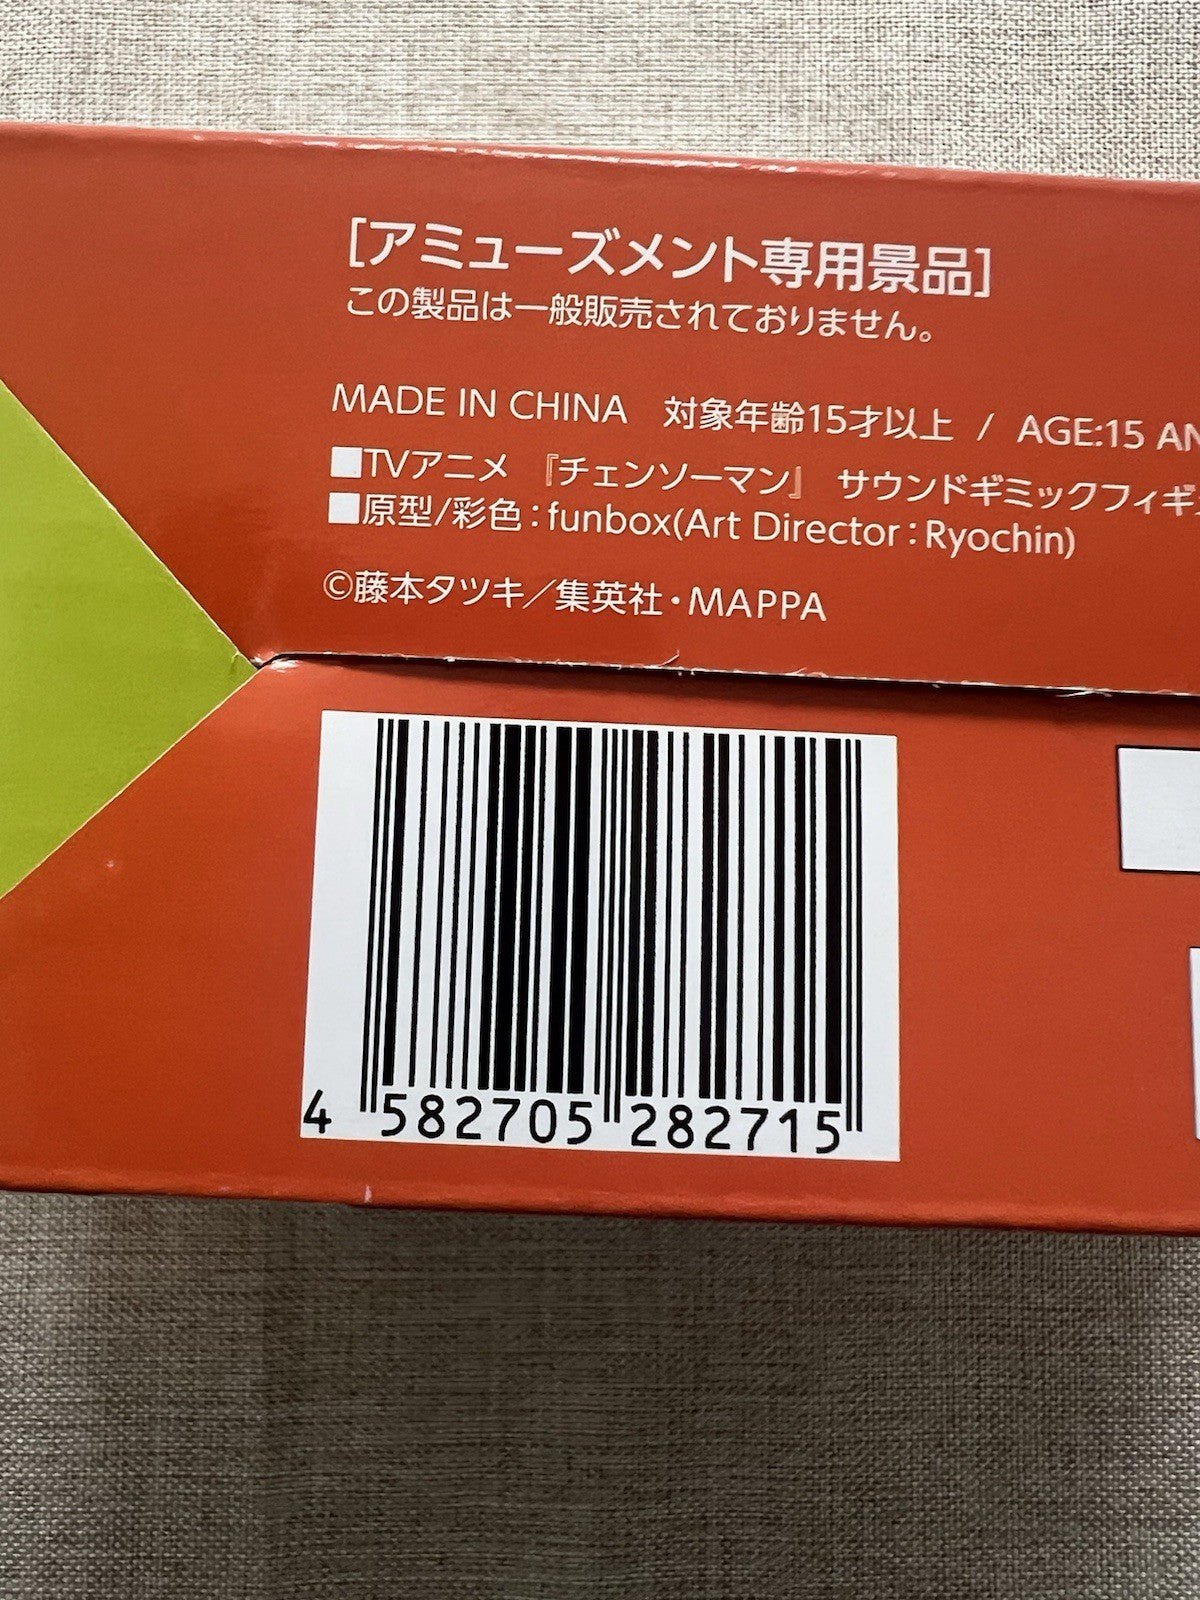 [アミューズメント専用景品]
この製品は一般販売されておりません。
MADE IN CHINA 対象年齢15才以上 / AGE:15
■TVアニメ 『チェンソーマン』 サウンドギミックフィギ
■原型/彩色:funbox(Art Director:Ryochin)
©藤本タツキ/集英社・MAPPA
4 582705 282715